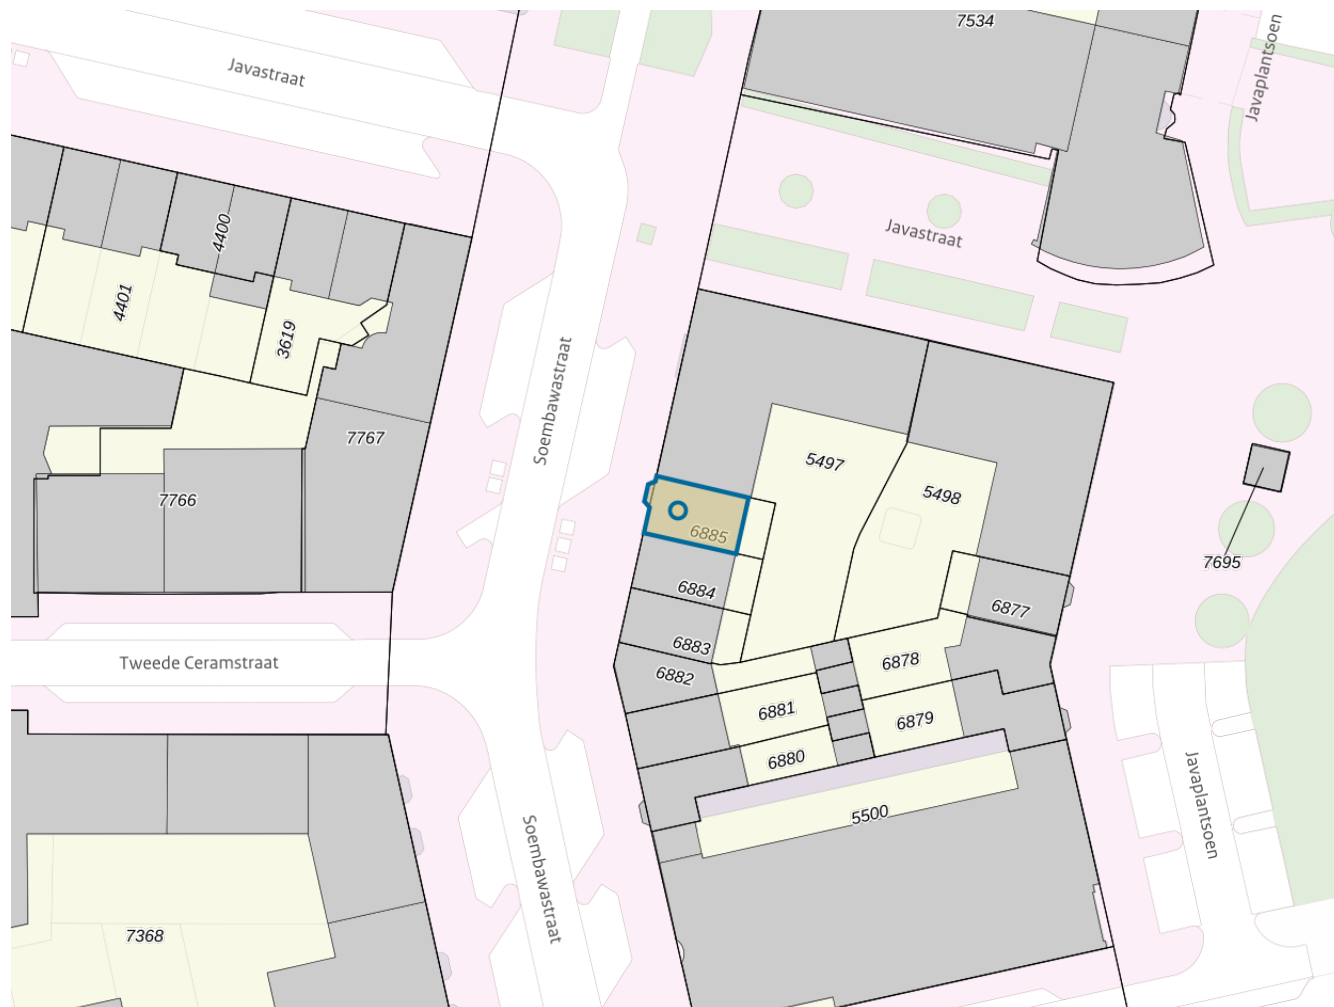 7534
Javaplantsoen
Javastraat
4400
Javastraat
4401
3619
Soembawastraat
7767
5497
5498
7766
6885
7695
6884
6877
6883
6882
6878
Tweede Ceramstraat
6881
6879
6880
Javaplantsoen
5500
Soembawastraat
7368